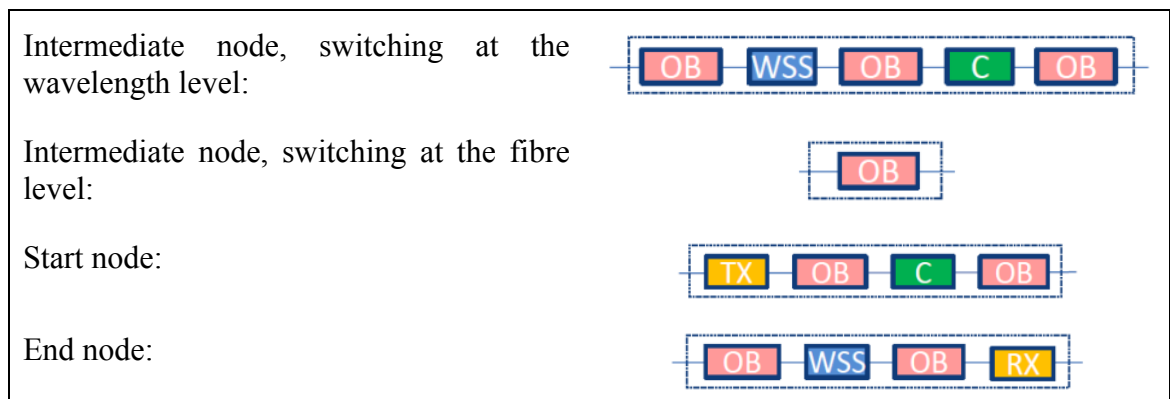 Intermediate node, switching at the
wavelength level:
OB WSS OB C OB
Intermediate node, switching at the fibre
level:
OB
Start node:
TX OB C OB
End node:
OB WSS OB RX